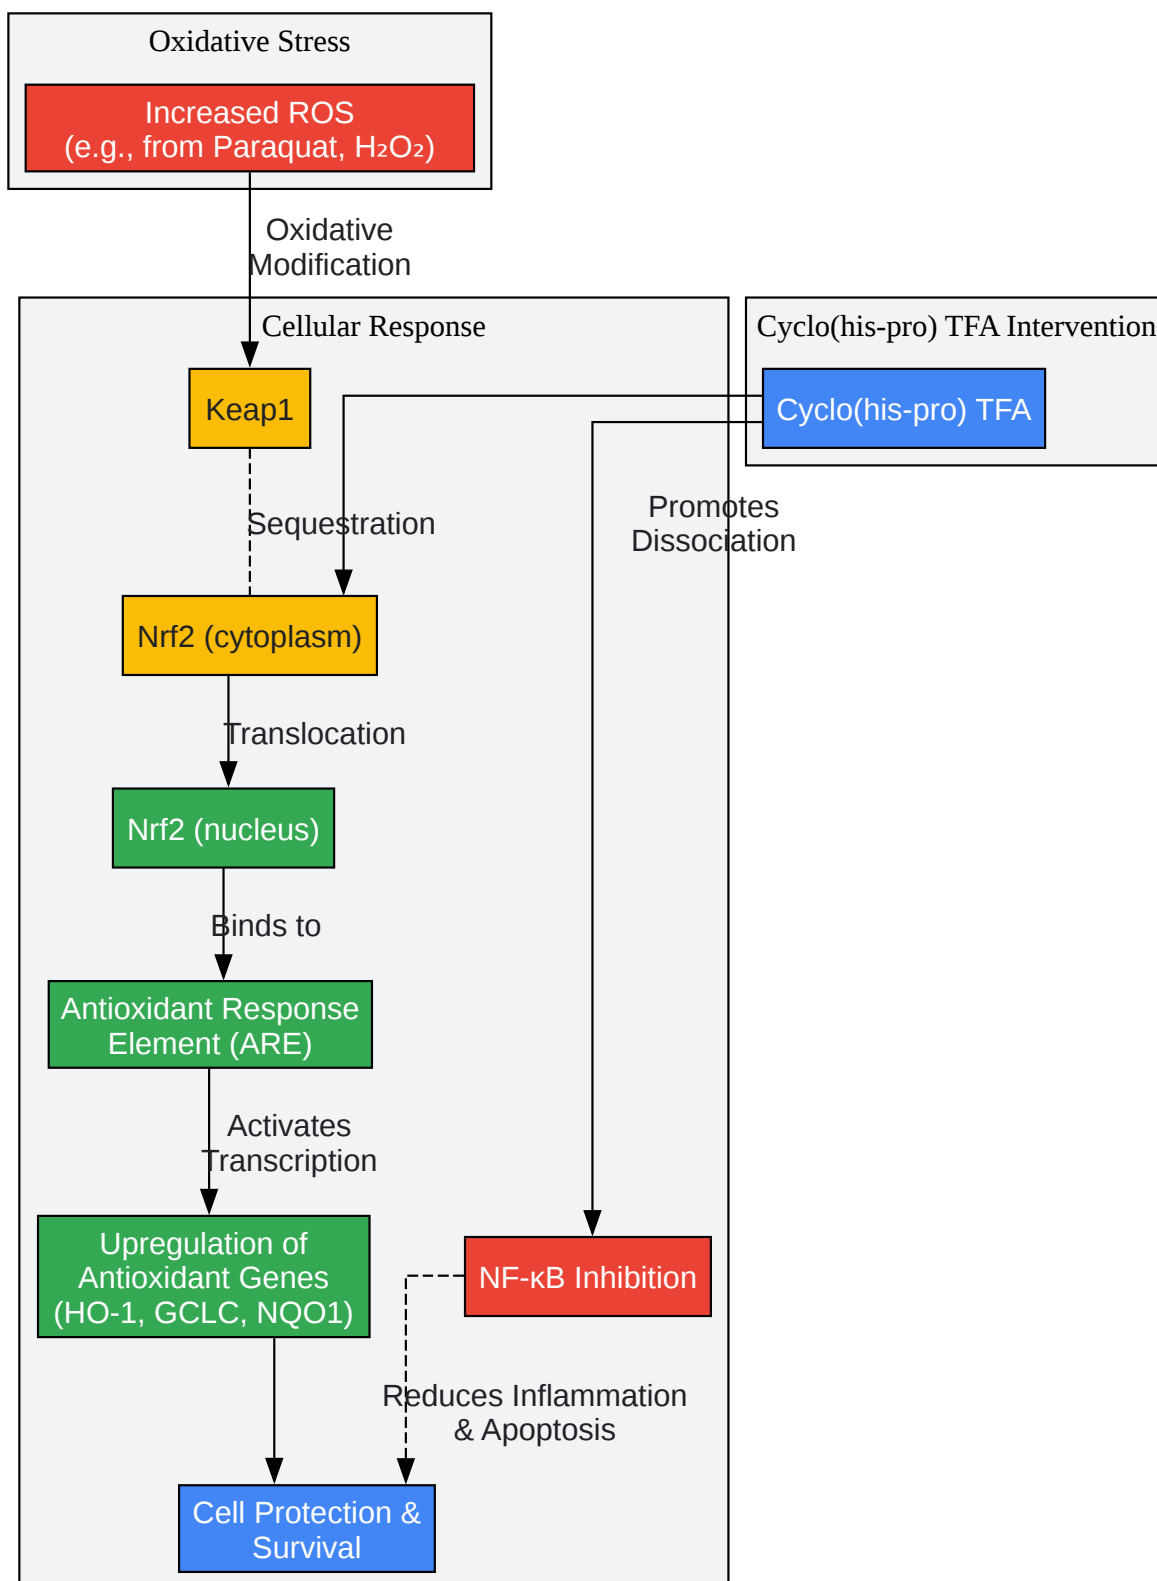 Oxidative Stress
Increased ROS
(e.g., from Paraquat, H₂O₂)
Oxidative
Modification
Cellular Response
Cyclo(his-pro) TFA Intervention
Keap1
Cyclo(his-pro) TFA
Sequestration
Promotes
Dissociation
Nrf2 (cytoplasm)
Translocation
Nrf2 (nucleus)
Binds to
Antioxidant Response
Element (ARE)
Activates
Transcription
Upregulation of
Antioxidant Genes
(HO-1, GCLC, NQO1)
NF-κB Inhibition
Reduces Inflammation
& Apoptosis
Cell Protection &
Survival